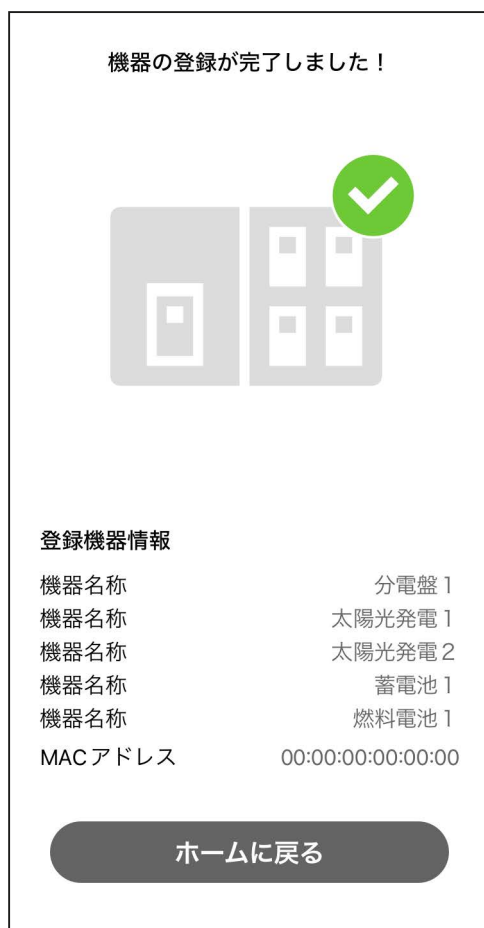 機器の登録が完了しました！
登録機器情報
機器名称 分電盤1
機器名称 太陽光発電1
機器名称 太陽光発電2
機器名称 蓄電池1
機器名称 燃料電池1
MACアドレス 00:00:00:00:00:00
ホームに戻る